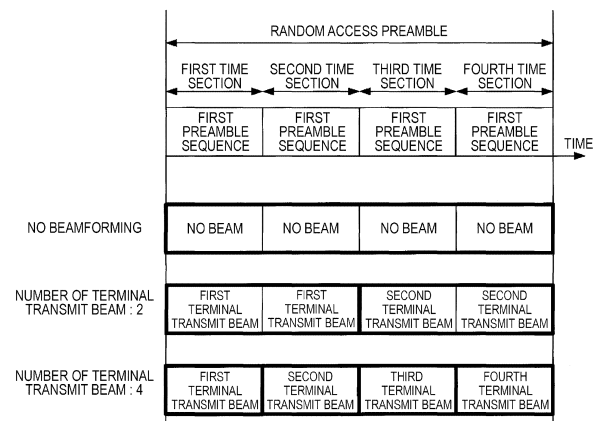 RANDOM ACCESS PREAMBLE
FIRST TIME SECTION
SECOND TIME SECTION
THIRD TIME SECTION
FOURTH TIME SECTION
FIRST PREAMBLE SEQUENCE
FIRST PREAMBLE SEQUENCE
FIRST PREAMBLE SEQUENCE
FIRST PREAMBLE SEQUENCE
TIME
NO BEAMFORMING
NO BEAM
NO BEAM
NO BEAM
NO BEAM
NUMBER OF TERMINAL
TRANSMIT BEAM : 2
FIRST
TERMINAL
TRANSMIT BEAM
FIRST
TERMINAL
TRANSMIT BEAM
SECOND
TERMINAL
TRANSMIT BEAM
SECOND
TERMINAL
TRANSMIT BEAM
NUMBER OF TERMINAL
TRANSMIT BEAM : 4
FIRST
TERMINAL
TRANSMIT BEAM
SECOND
TERMINAL
TRANSMIT BEAM
THIRD
TERMINAL
TRANSMIT BEAM
FOURTH
TERMINAL
TRANSMIT BEAM